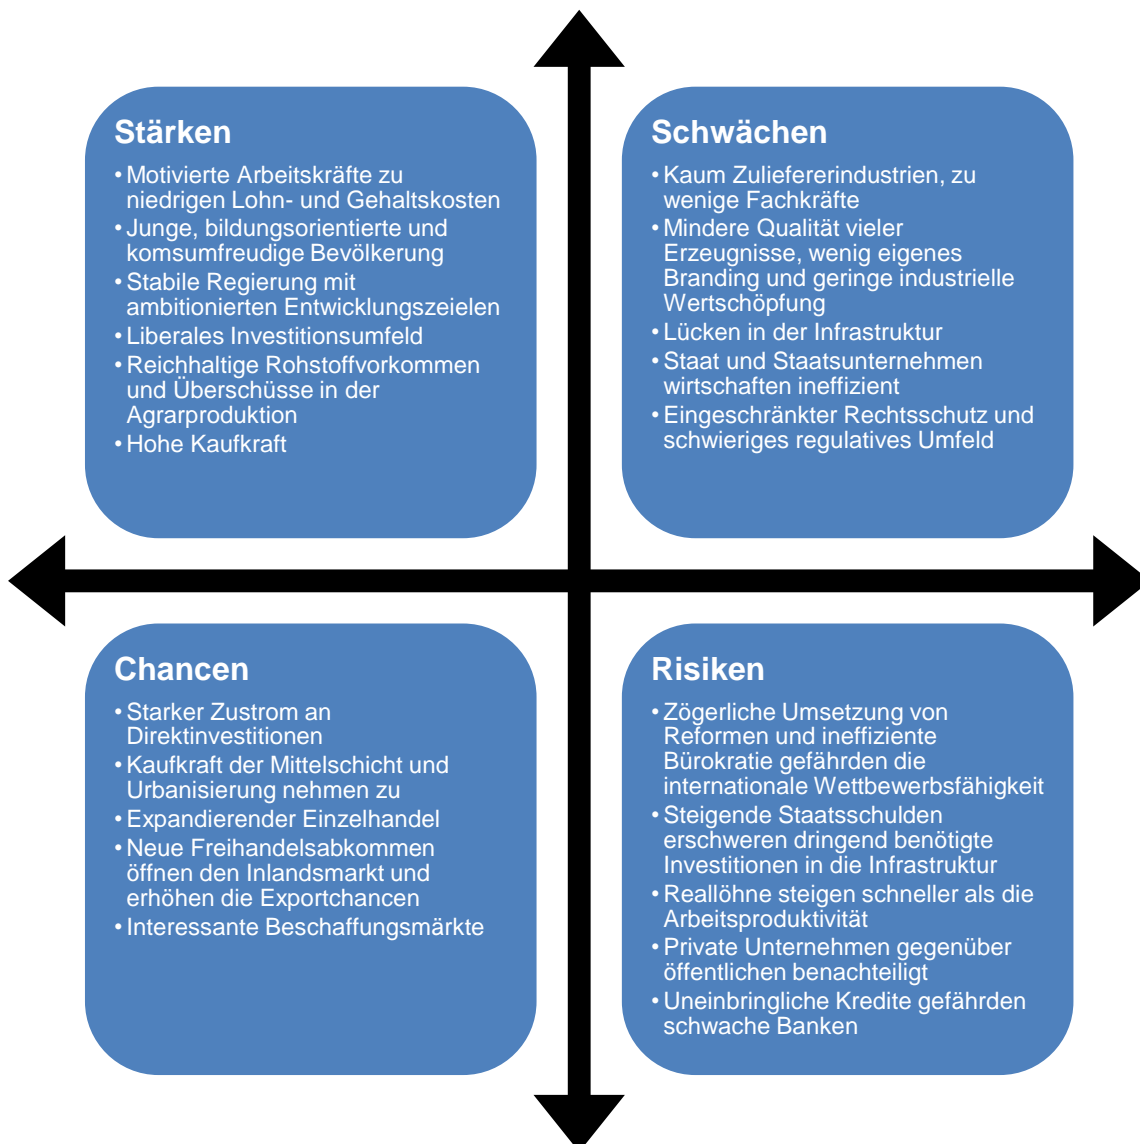 Stärken
• Motivierte Arbeitskräfte zu
niedrigen Lohn- und Gehaltskosten
• Junge, bildungsorientierte und
komsumfreudige Bevölkerung
• Stabile Regierung mit
ambitionierten Entwicklungszeielen
• Liberales Investitionsumfeld
• Reichhaltige Rohstoffvorkommen
und Überschüsse in der
Agrarproduktion
• Hohe Kaufkraft
Schwächen
• Kaum Zuliefererindustrien, zu
wenige Fachkräfte
• Mindere Qualität vieler
Erzeugnisse, wenig eigenes
Branding und geringe industrielle
Wertschöpfung
• Lücken in der Infrastruktur
• Staat und Staatsunternehmen
wirtschaften ineffizient
• Eingeschränkter Rechtsschutz und
schwieriges regulatives Umfeld
Chancen
• Starker Zustrom an
Direktinvestitionen
• Kaufkraft der Mittelschicht und
Urbanisierung nehmen zu
• Expandierender Einzelhandel
• Neue Freihandelsabkommen
öffnen den Inlandsmarkt und
erhöhen die Exportchancen
• Interessante Beschaffungsmärkte
Risiken
• Zögerliche Umsetzung von
Reformen und ineffiziente
Bürokratie gefährden die
internationale Wettbewerbsfähigkeit
• Steigende Staatsschulden
erschweren dringend benötigte
Investitionen in die Infrastruktur
• Reallöhne steigen schneller als die
Arbeitsproduktivität
• Private Unternehmen gegenüber
öffentlichen benachteiligt
• Uneinbringliche Kredite gefährden
schwache Banken